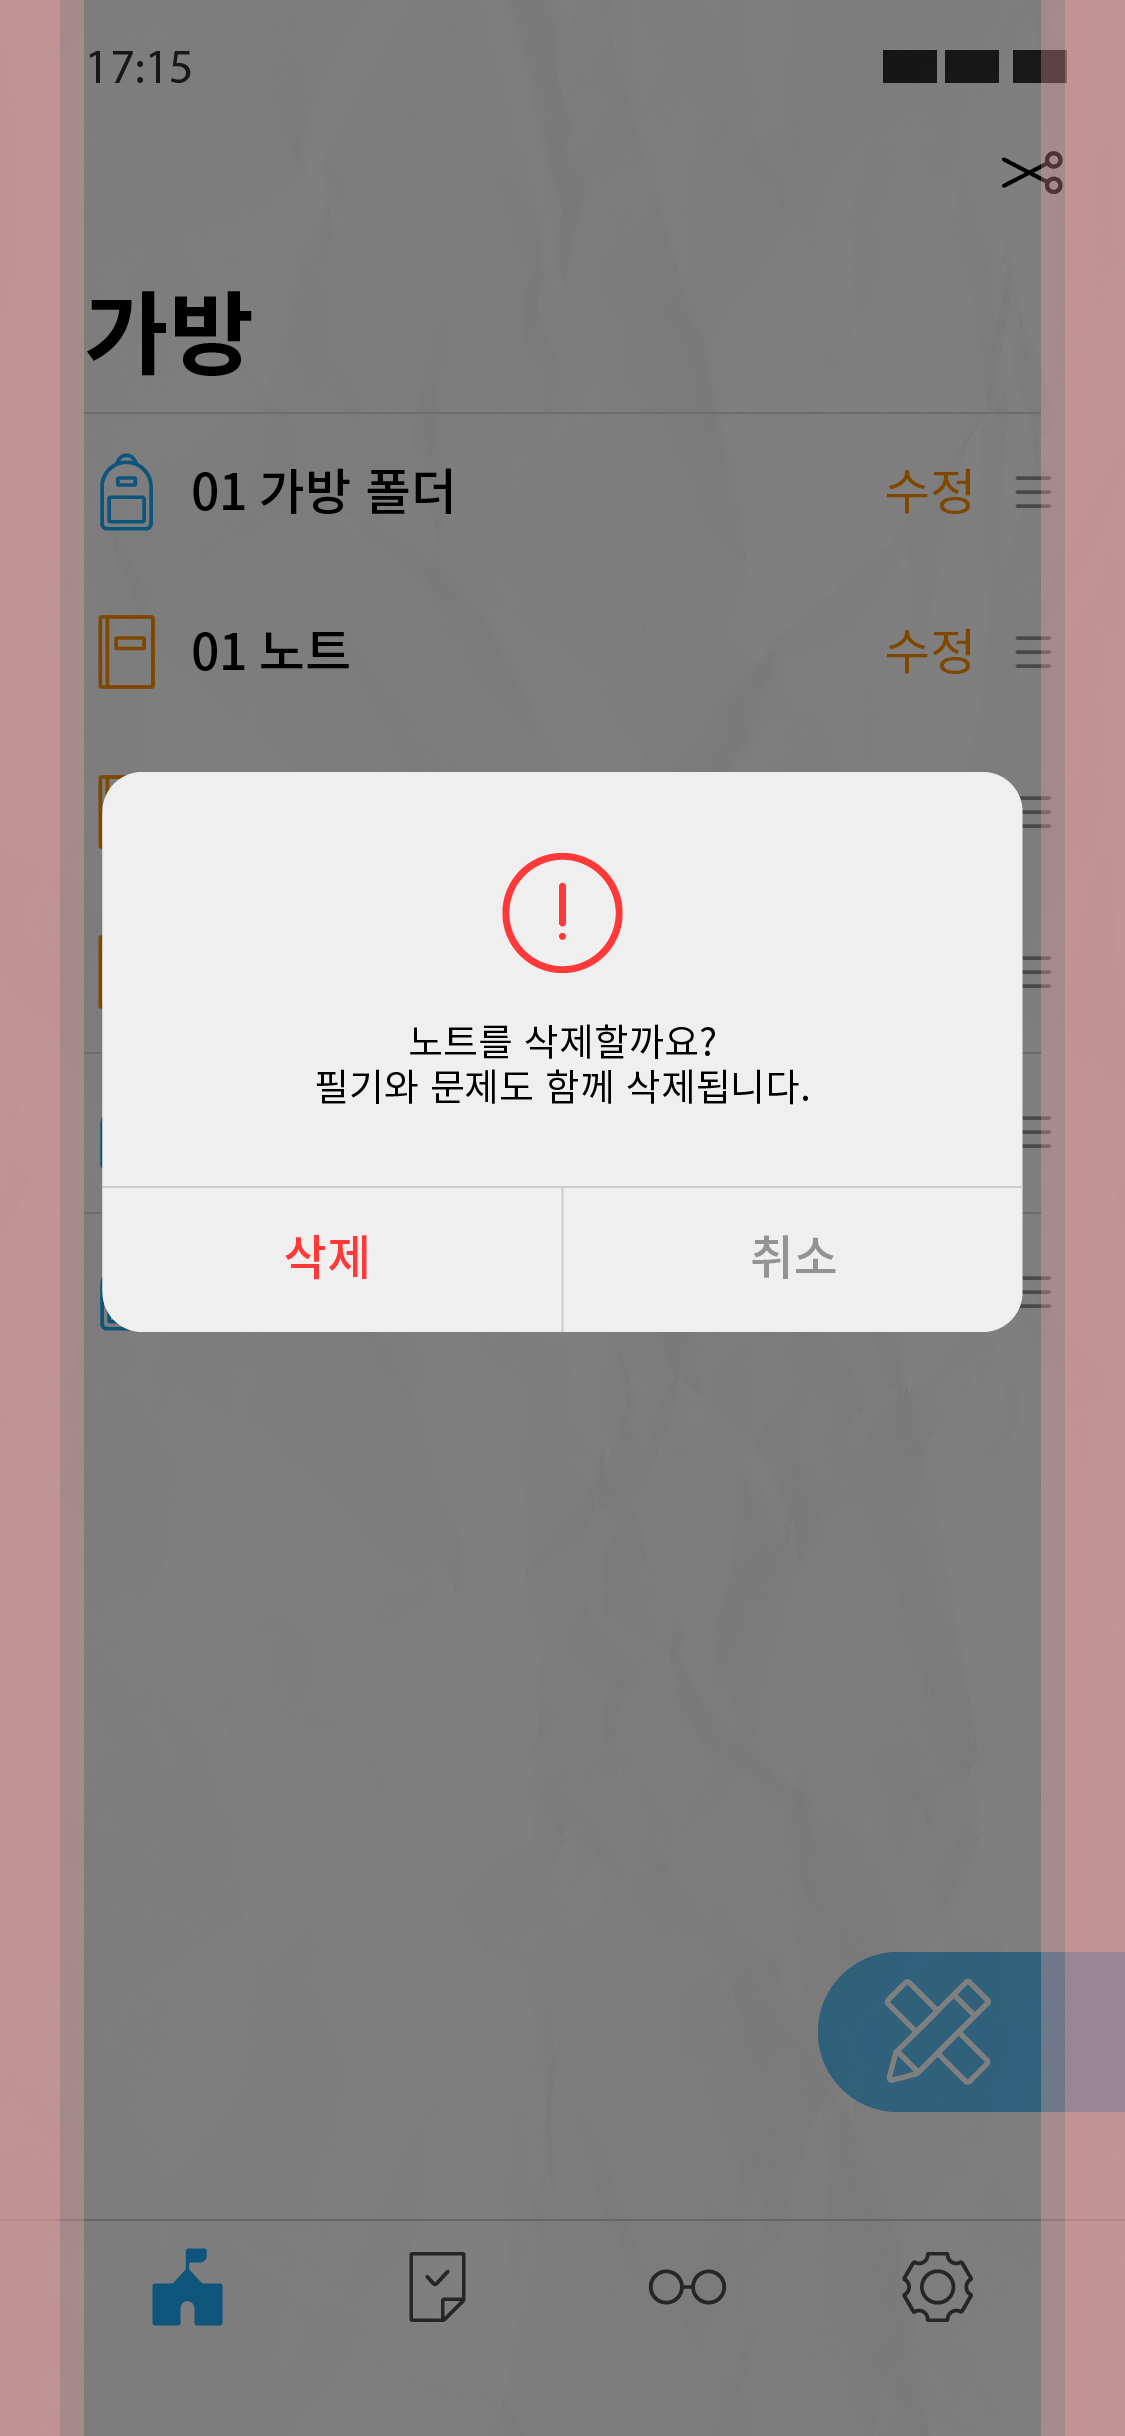 17:15
가방
01 가방 폴더 수정
01 노트 수정
노트를 삭제할까요?
필기와 문제도 함께 삭제됩니다.
삭제 취소